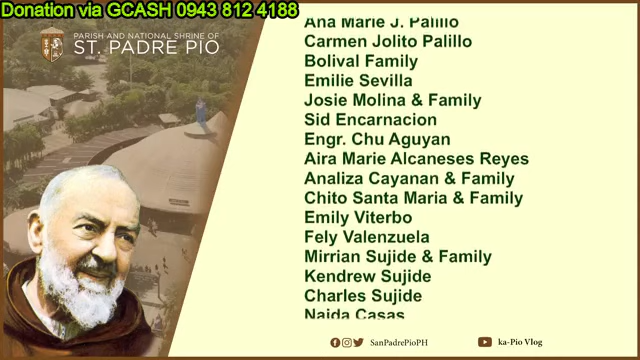 Donation via GCASH 0943 812 4188
PARISH AND NATIONAL SHRINE OF
ST. PADRE PIO
Ana Marie J. Palillo
Carmen Jolito Palillo
Bolival Family
Emilie Sevilla
Josie Molina & Family
Sid Encarnacion
Engr. Chu Aguyan
Aira Marie Alcaneses Reyes
Analiza Cayanan & Family
Chito Santa Maria & Family
Emily Viterbo
Fely Valenzuela
Mirrian Sujide & Family
Kendrew Sujide
Charles Sujide
Naida Casas
SanPadrePioPH
ka-Pio Vlog